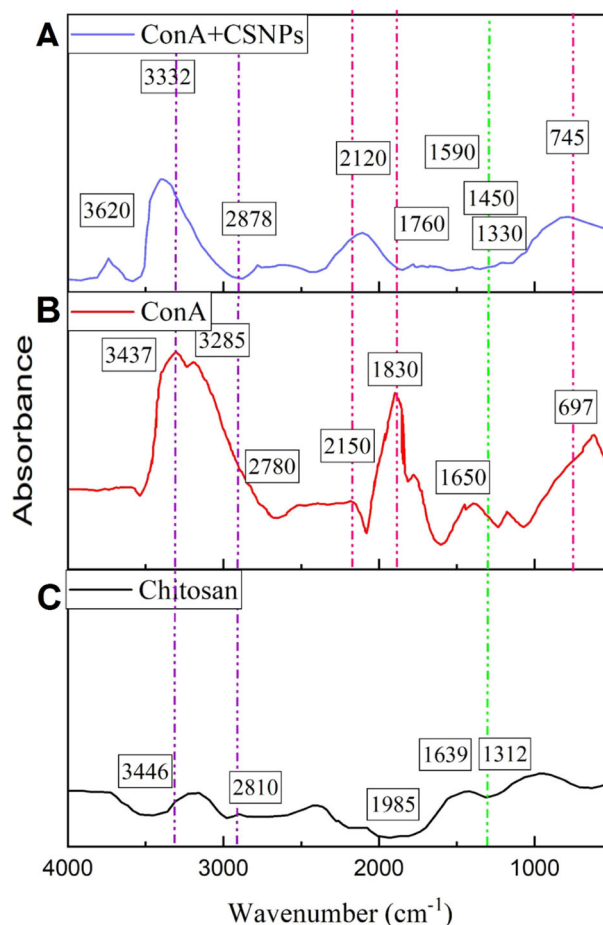 A
ConA+CSNPs
3332
3620
2878
2120
1760
1590
1450
1330
745
B
ConA
3437
3285
2780
2150
1830
1650
697
C
Chitosan
3446
2810
1985
1639
1312
Absorbance
4000 3000 2000 1000
Wavenumber (cm⁻¹)